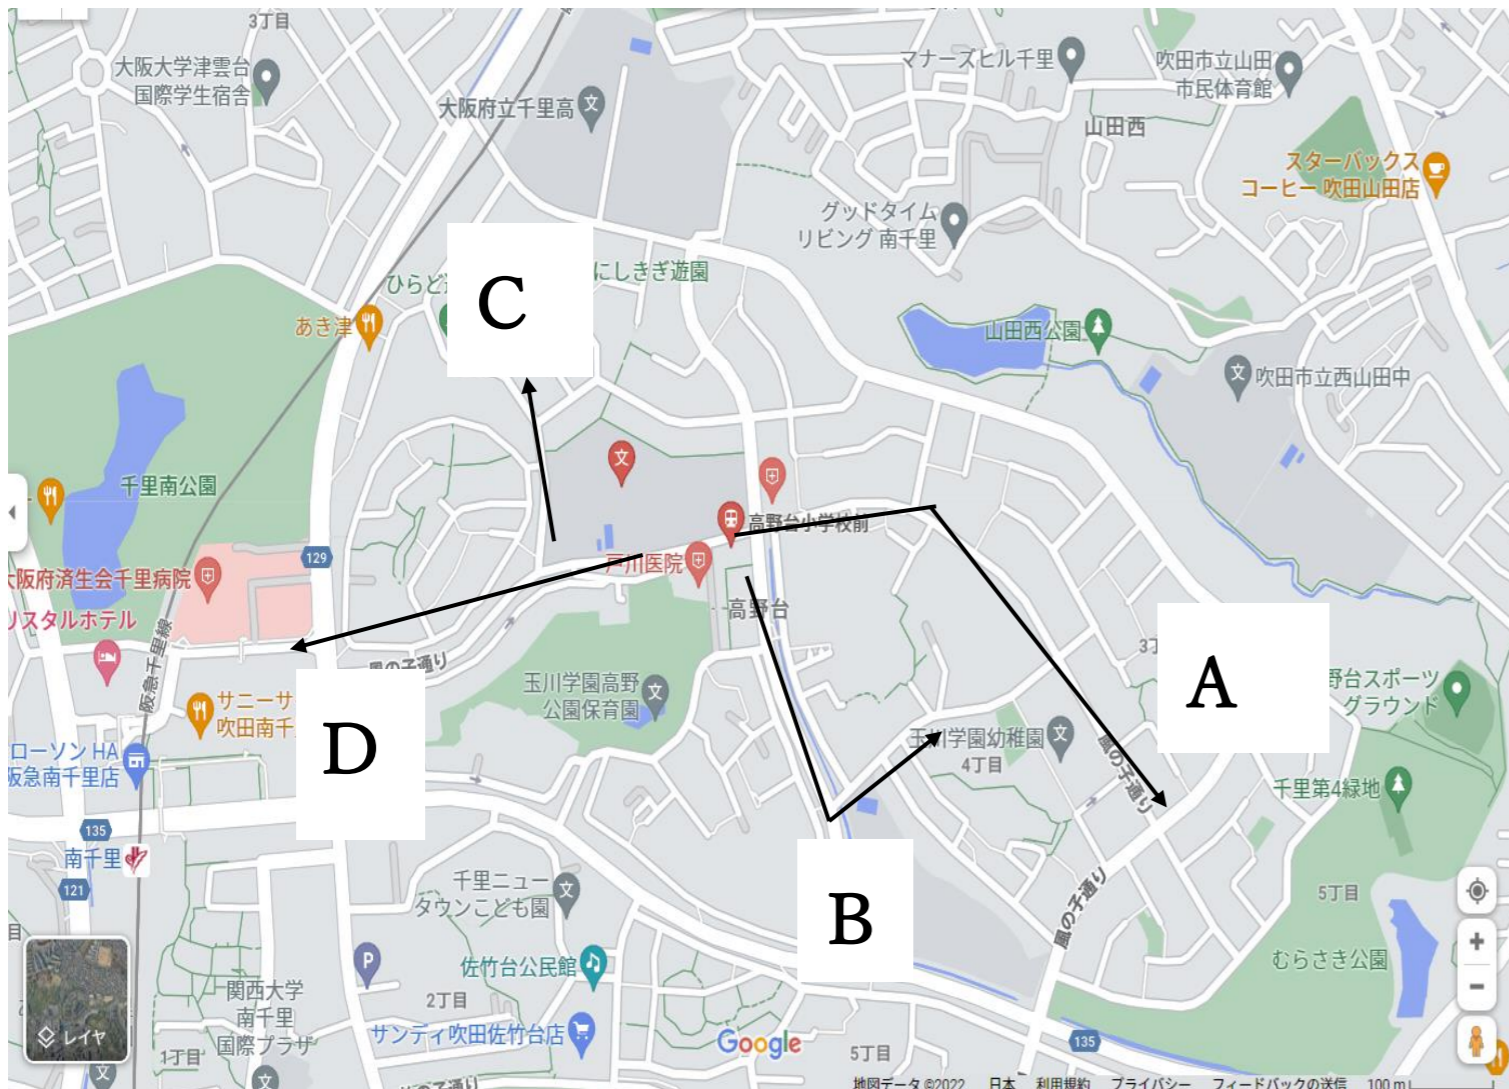 3丁目
大阪大学津雲台
国際学生宿舎
大阪府立千里高
マナーズヒル千里
吹田市立山田
市民体育館
山田西
スターバックス
コーヒー 吹田山田店
グッドタイム
リビング 南千里
ひらど
にしきぎ遊園
C
あき津
山田西公園
吹田市立西山田中
千里南公園
高野台小学校前
129
戸川医院
大阪府済生会千里病院
リスタルホテル
高野台
阪急千里線
風の子通り
3丁
A
野台スポーツ
グラウンド
玉川学園高野
公園保育園
サニーサ
吹田南千
D
ローソン HA
阪急南千里店
玉川学園幼稚園
4丁目
風の子通り
千里第4緑地
135
南千里
121
千里ニュー
タウンこども園
B
風の子通り
5丁目
佐竹台公民館
むらさき公園
P
関西大学
南千里
国際プラザ
2丁目
サンディ吹田佐竹台店
レイヤ
1丁目
Google
5丁目
135
地図データ ©2022 日本 利用規約 プライバシー フィードバックの送信 100 m